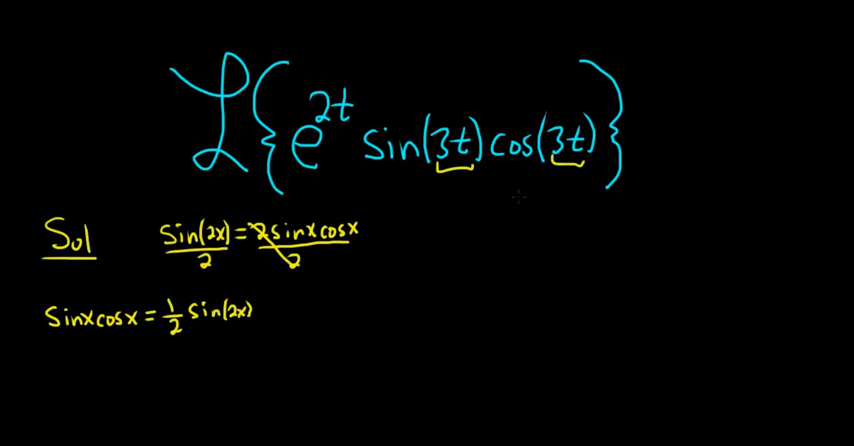 ℒ{e^{2t} sin(3t) cos(3t)}
Sol sin(2x)/2 = 2sinxcosx/2
sinxcosx = 1/2 sin(2x)